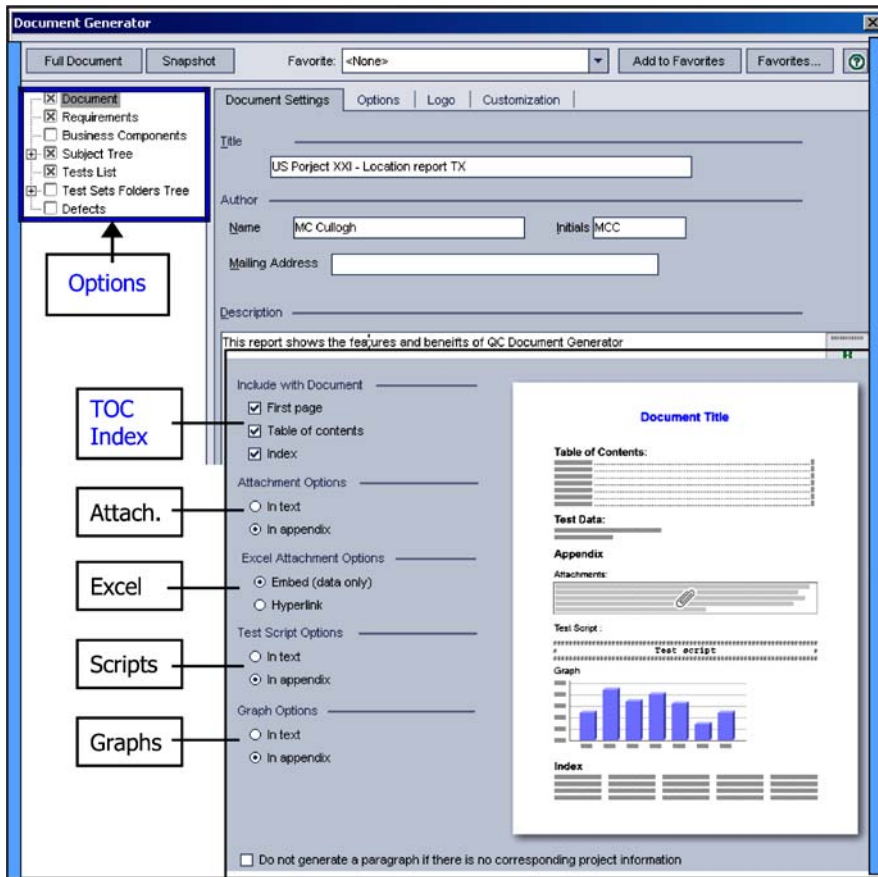 Document Generator
Full Document Snapshot Favorite: <None> Add to Favorites Favorites...
Document
Requirements
Business Components
Subject Tree
Tests List
Test Sets Folders Tree
Defects
Options
Document Settings Options Logo Customization
Title
US Porject XXI - Location report TX
Author
Name MC Cullogh Initials MCC
Mailing Address
Description
This report shows the features and beneifts of QC Document Generator
TOC
Index
Attach.
Excel
Scripts
Graphs
Include with Document
First page
Table of contents
Index
Attachment Options
In text
In appendix
Excel Attachment Options
Embed (data only)
Hyperlink
Test Script Options
In text
In appendix
Graph Options
In text
In appendix
Document Title
Table of Contents:
Test Data:
Appendix
Attachments:
Test Script :
Test script
Graph
Index
Do not generate a paragraph if there is no corresponding project information